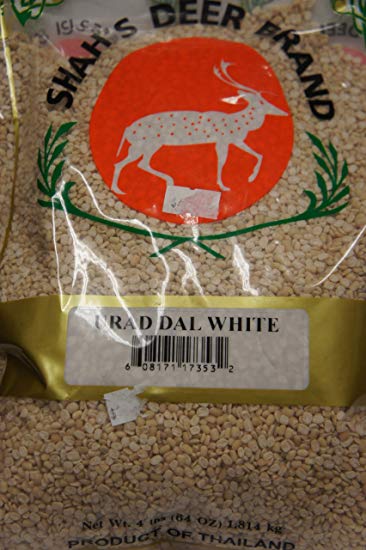 SHAH'S DEER BRAND
URAD DAL WHITE
6 08171 17353 2
Net Wt. 4 lbs (64 OZ) 1.814 kg
PRODUCT OF THAILAND